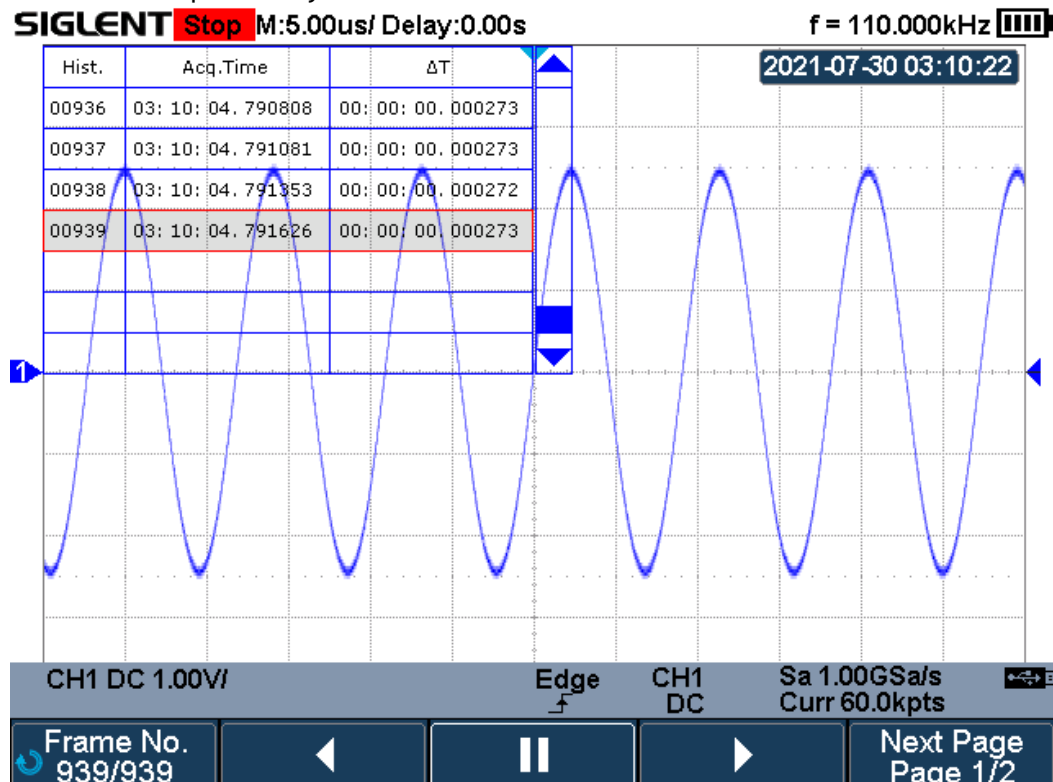 SIGLENT Stop M:5.00us/ Delay:0.00s f = 110.000kHz
2021-07-30 03:10:22
Hist. Acq.Time ΔT
00936 03: 10: 04. 790808 00: 00: 00. 000273
00937 03: 10: 04. 791081 00: 00: 00. 000273
00938 03: 10: 04. 791353 00: 00: 00. 000272
00939 03: 10: 04. 791626 00: 00: 00. 000273
1
CH1 DC 1.00V/ Edge CH1 Sa 1.00GSa/s
DC Curr 60.0kpts
Frame No. Next Page
939/939 Page 1/2